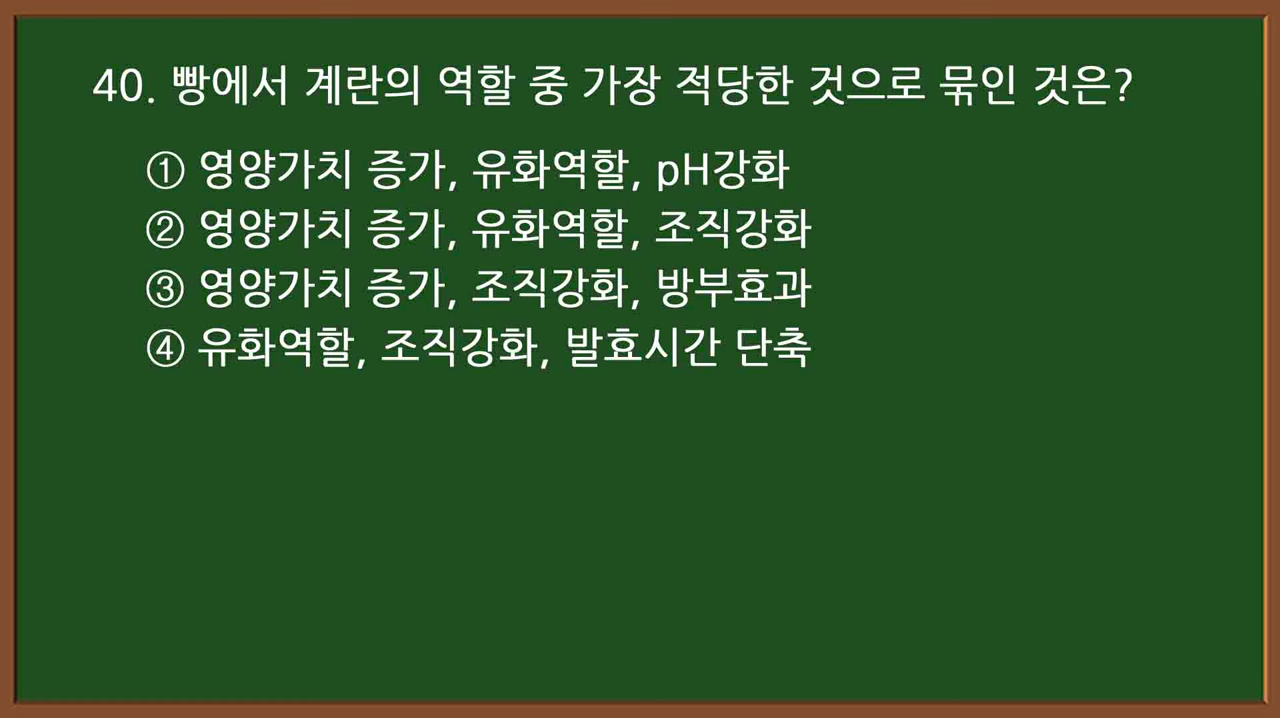 40. 빵에서 계란의 역할 중 가장 적당한 것으로 묶인 것은?
① 영양가치 증가, 유화역할, pH강화
② 영양가치 증가, 유화역할, 조직강화
③ 영양가치 증가, 조직강화, 방부효과
④ 유화역할, 조직강화, 발효시간 단축